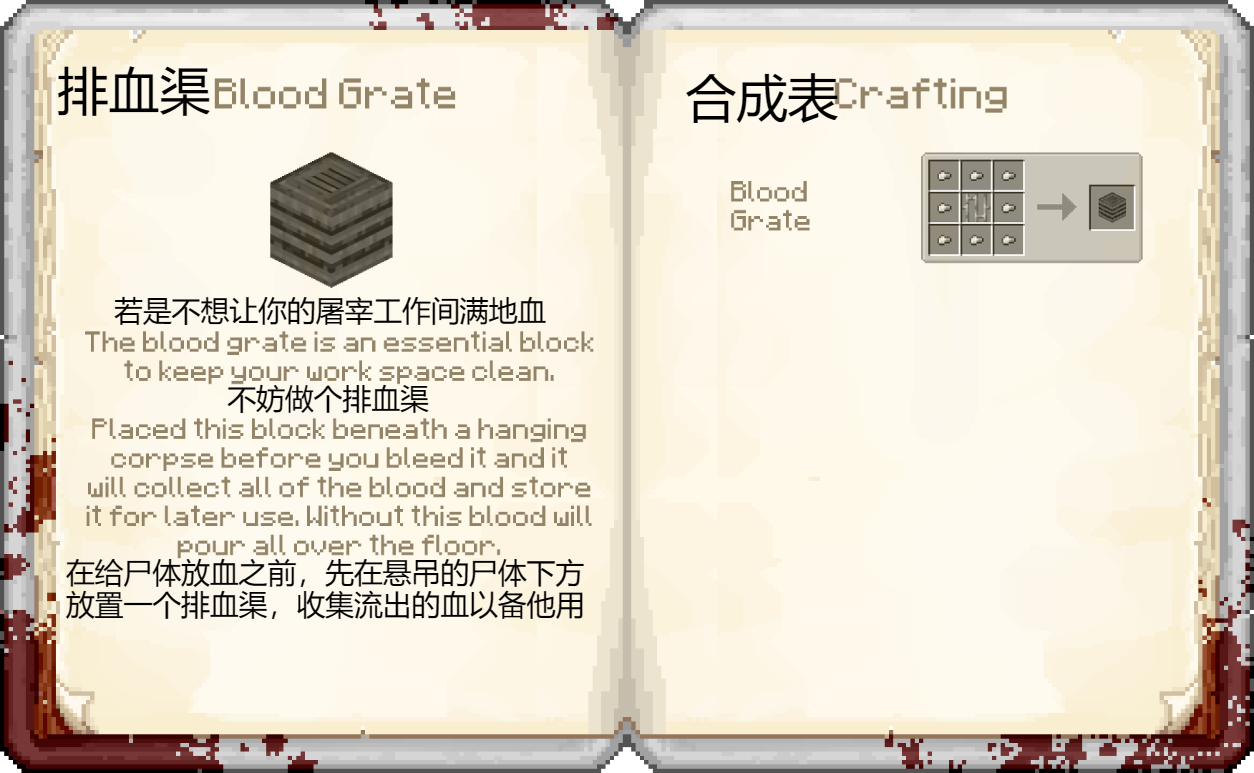 排血渠Blood Grate
若是不想让你的屠宰工作间满地血
The blood grate is an essential block
to keep your work space clean.
不妨做个排血渠
Placed this block beneath a hanging
corpse before you bleed it and it
will collect all of the blood and store
it for later use. Without this blood will
pour all over the floor.
在给尸体放血之前，先在悬吊的尸体下方
放置一个排血渠，收集流出的血以备他用
合成表Crafting
Blood
Grate